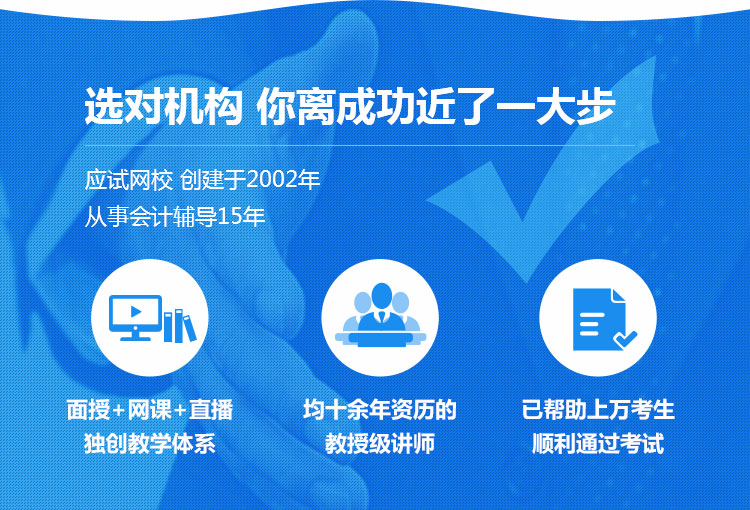 选对机构 你离成功近了一大步
应试网校 创建于2002年
从事会计辅导15年
面授+网课+直播
独创教学体系
均十余年资历的
教授级讲师
已帮助上万考生
顺利通过考试